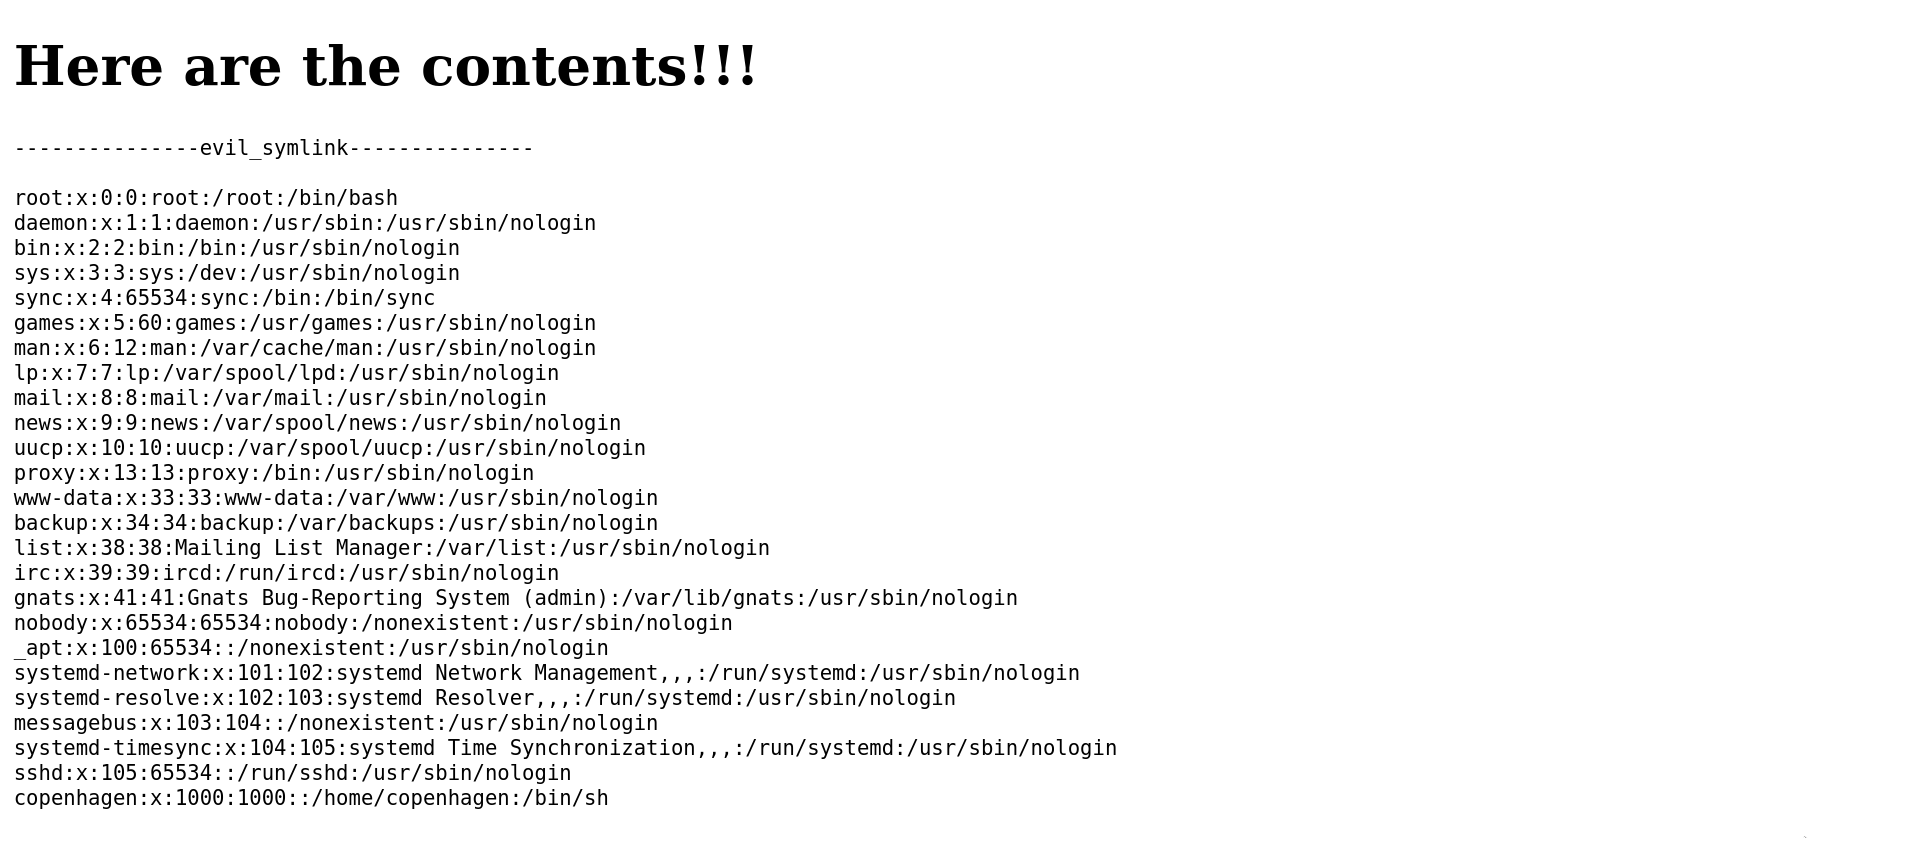 Here are the contents!!!
---------------evil_symlink---------------
root:x:0:0:root:/root:/bin/bash
daemon:x:1:1:daemon:/usr/sbin:/usr/sbin/nologin
bin:x:2:2:bin:/bin:/usr/sbin/nologin
sys:x:3:3:sys:/dev:/usr/sbin/nologin
sync:x:4:65534:sync:/bin:/bin/sync
games:x:5:60:games:/usr/games:/usr/sbin/nologin
man:x:6:12:man:/var/cache/man:/usr/sbin/nologin
lp:x:7:7:lp:/var/spool/lpd:/usr/sbin/nologin
mail:x:8:8:mail:/var/mail:/usr/sbin/nologin
news:x:9:9:news:/var/spool/news:/usr/sbin/nologin
uucp:x:10:10:uucp:/var/spool/uucp:/usr/sbin/nologin
proxy:x:13:13:proxy:/bin:/usr/sbin/nologin
www-data:x:33:33:www-data:/var/www:/usr/sbin/nologin
backup:x:34:34:backup:/var/backups:/usr/sbin/nologin
list:x:38:38:Mailing List Manager:/var/list:/usr/sbin/nologin
irc:x:39:39:ircd:/run/ircd:/usr/sbin/nologin
gnats:x:41:41:Gnats Bug-Reporting System (admin):/var/lib/gnats:/usr/sbin/nologin
nobody:x:65534:65534:nobody:/nonexistent:/usr/sbin/nologin
_apt:x:100:65534::/nonexistent:/usr/sbin/nologin
systemd-network:x:101:102:systemd Network Management,,,:/run/systemd:/usr/sbin/nologin
systemd-resolve:x:102:103:systemd Resolver,,,:/run/systemd:/usr/sbin/nologin
messagebus:x:103:104::/nonexistent:/usr/sbin/nologin
systemd-timesync:x:104:105:systemd Time Synchronization,,,:/run/systemd:/usr/sbin/nologin
sshd:x:105:65534::/run/sshd:/usr/sbin/nologin
copenhagen:x:1000:1000::/home/copenhagen:/bin/sh